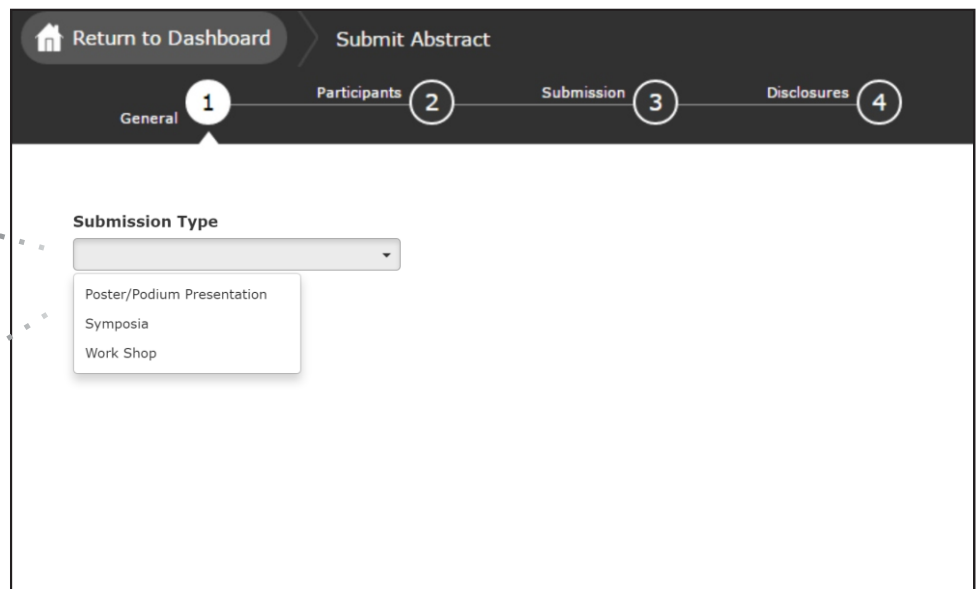 Return to Dashboard Submit Abstract
General 1 Participants 2 Submission 3 Disclosures 4
Submission Type
Poster/Podium Presentation
Symposia
Work Shop